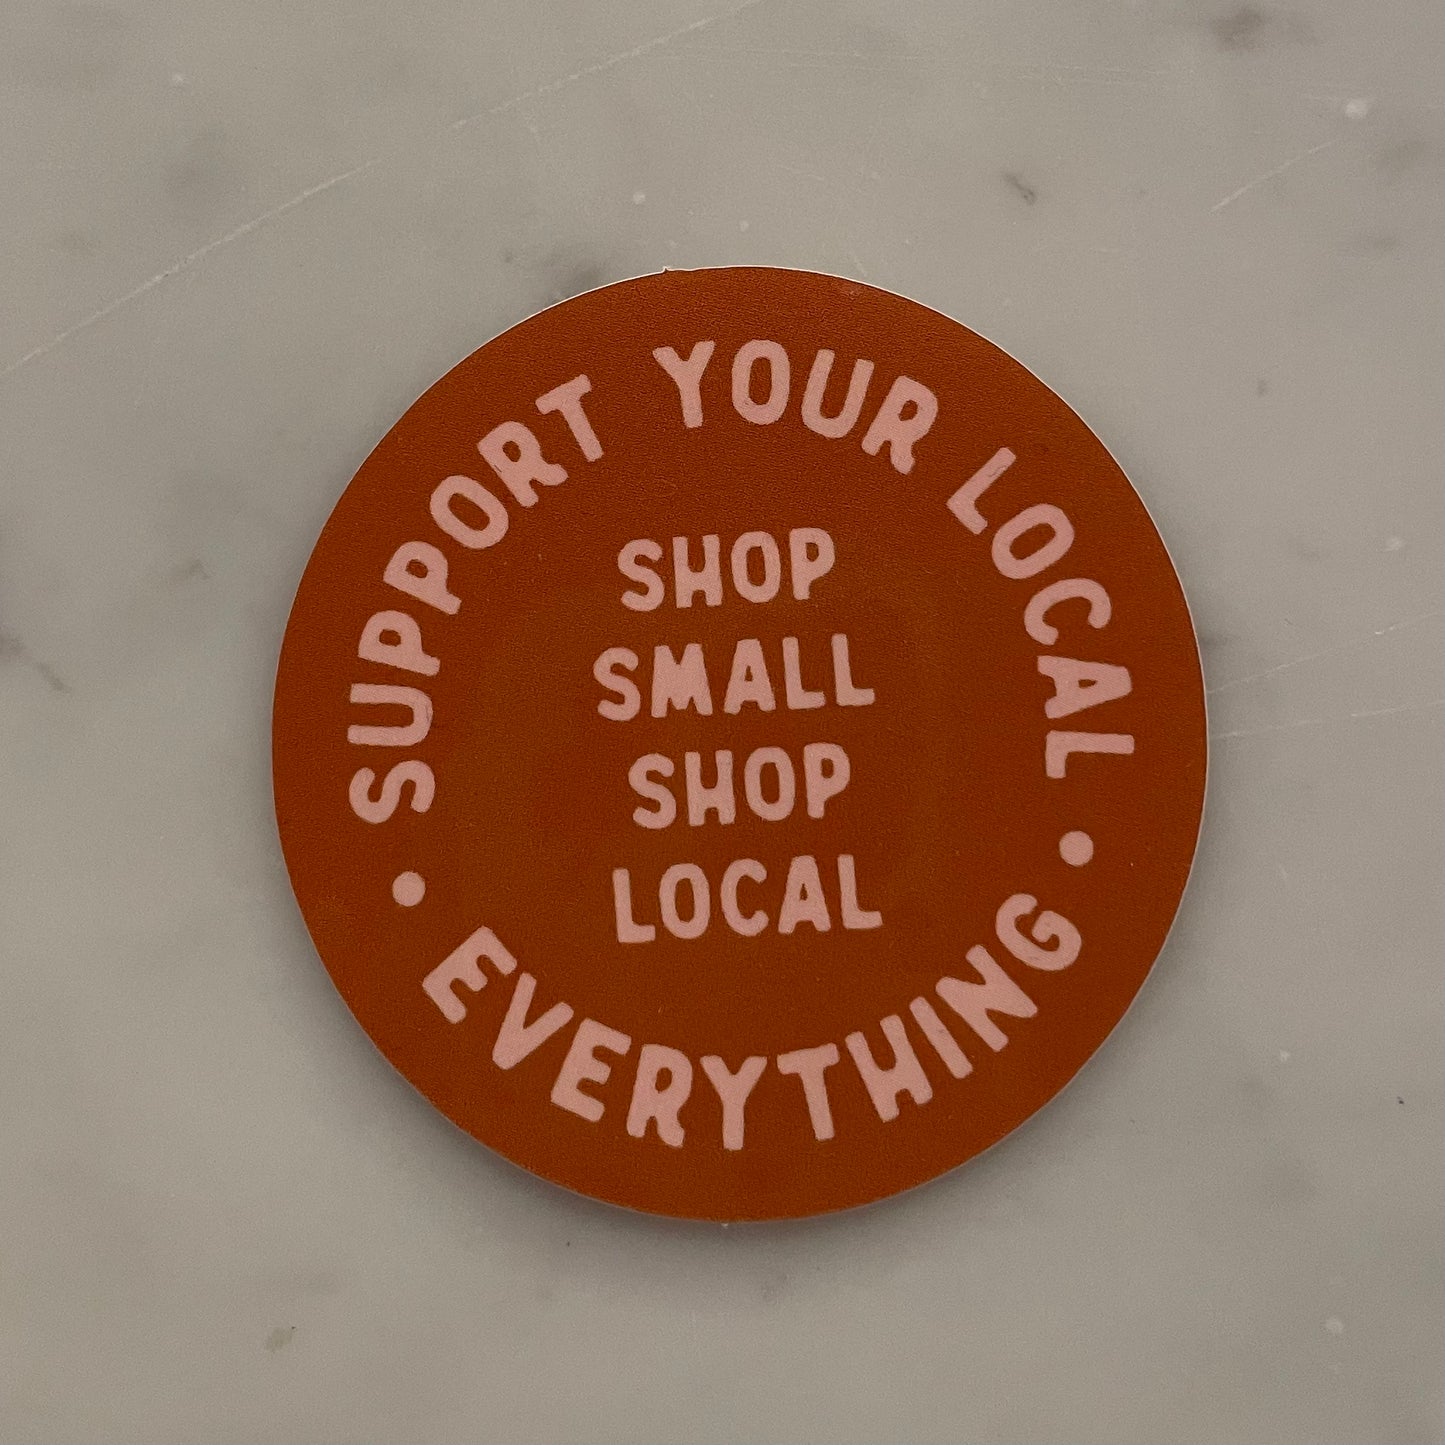 SUPPORT YOUR LOCAL
SHOP
SMALL
SHOP
LOCAL
• EVERYTHING •